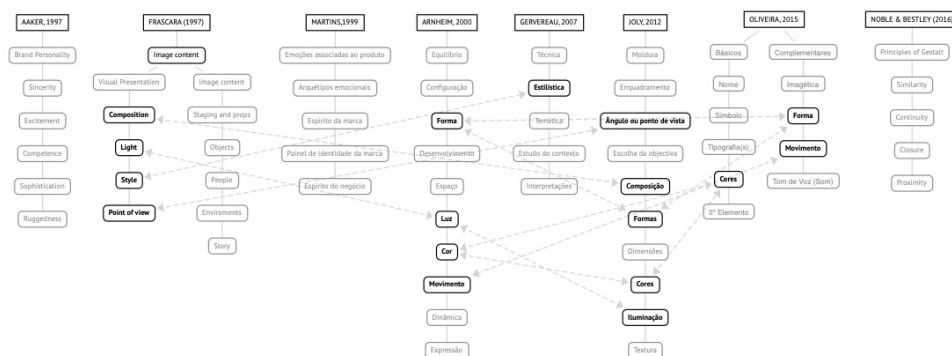 AAKER, 1997
Brand Personality
Sincerity
Excitement
Competence
Sophistication
Ruggedness
FRASCARA (1997)
Image content
Visual Presentation
Composition
Light
Style
Point of view
Image content
Staging and props
Objects
People
Enviroments
Story
MARTINS,1999
Emoções associadas ao produto
Arquétipos emocionais
Espírito da marca
Painel de identidade da marca
Espírito do negócio
ARNHEIM, 2000
Equilíbrio
Configuração
Forma
Desenvolvimento
Espaço
Luz
Cor
Movimento
Dinâmica
Expressão
GERVEREAU, 2007
Técnica
Estilística
Temática
Estudo do contexto
Interpretações
JOLY, 2012
Moldura
Enquadramento
Ângulo ou ponto de vista
Escolha da objectiva
Composição
Formas
Dimensões
Cores
Iluminação
Textura
OLIVEIRA, 2015
Básicos
Nome
Símbolo
Tipografia(s)
Cores
5º Elemento
Complementares
Imagética
Forma
Movimento
Tom de Voz (Som)
NOBLE & BESTLEY (2016)
Principles of Gestalt
Similarity
Continuity
Closure
Proximity